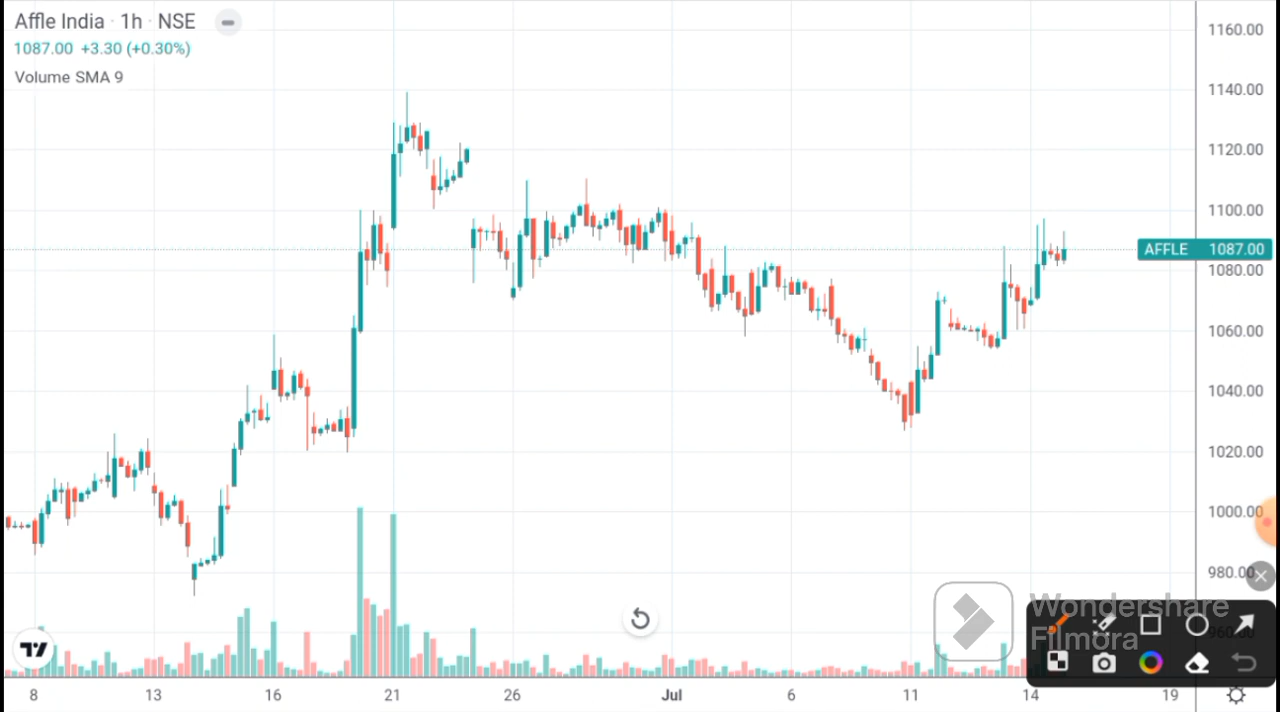 Affle India · 1h · NSE
1087.00 +3.30 (+0.30%)
Volume SMA 9
1160.00
1140.00
1120.00
1100.00
AFFLE 1087.00
1080.00
1060.00
1040.00
1020.00
1000.00
980.00
960.00
Wondershare
Filmora
8 13 16 21 26 Jul 6 11 14 19